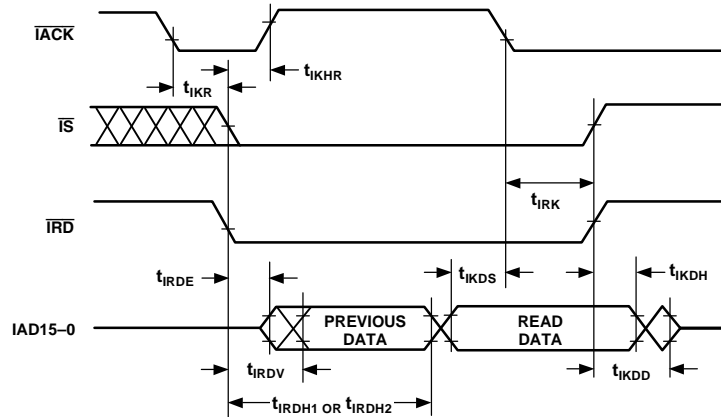 IACK
tIKR
tIKHR
IS
tIRK
IRD
tIRDE
tIKDS
tIKDH
IAD15–0
PREVIOUS
DATA
READ
DATA
tIRDV
tIKDD
tIRDH1 OR tIRDH2